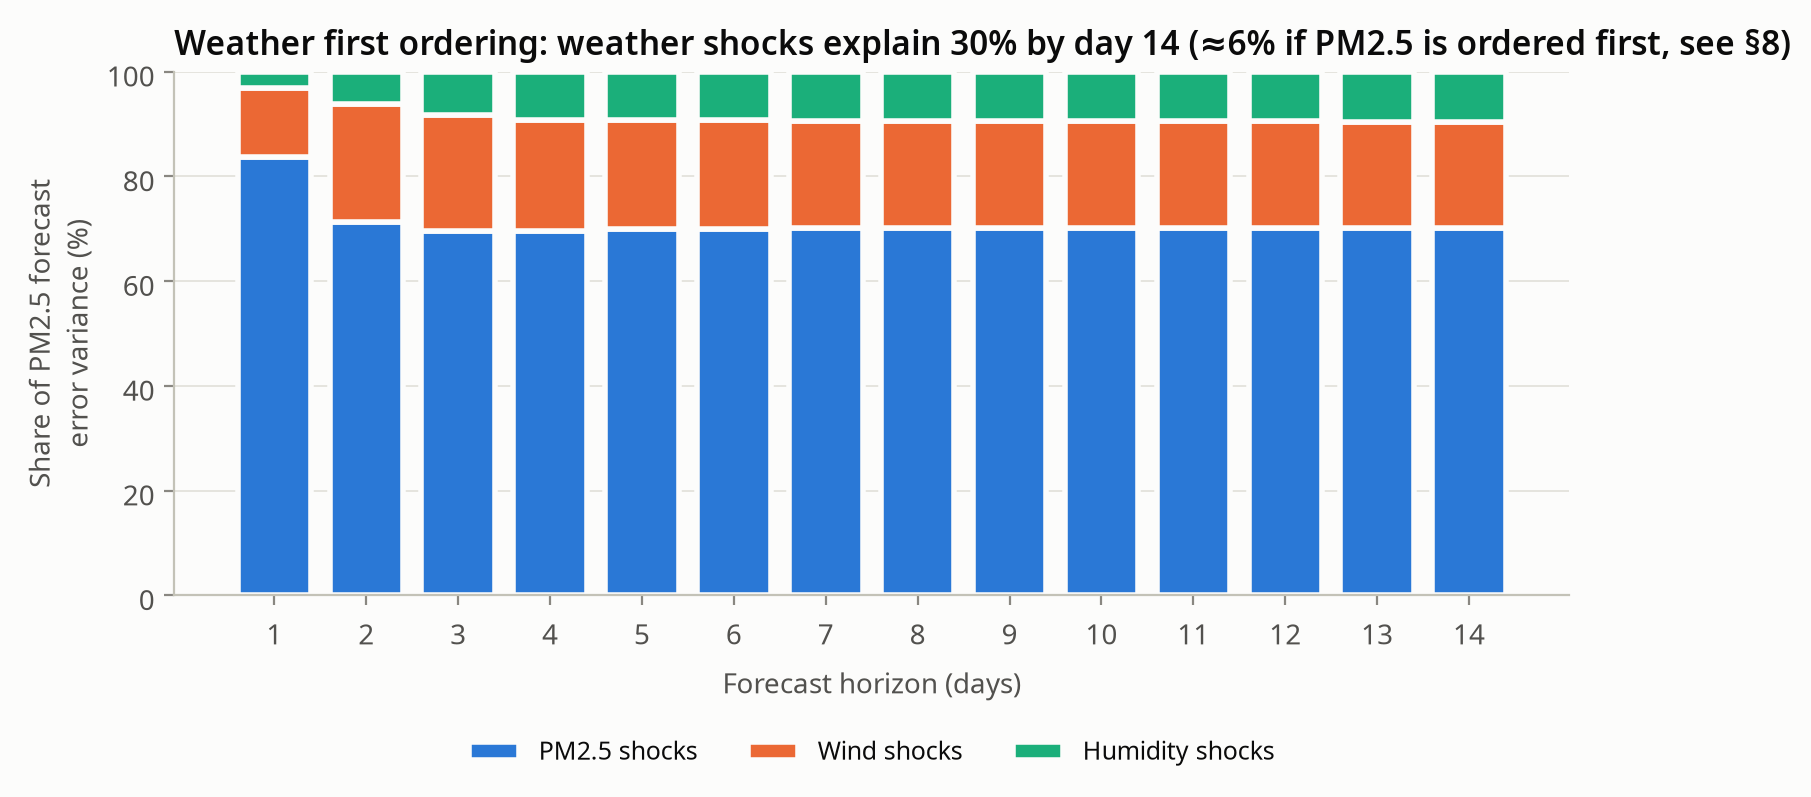 Weather first ordering: weather shocks explain 30% by day 14 (≈6% if PM2.5 is ordered first, see §8)
100
80
60
40
20
0
Share of PM2.5 forecast
error variance (%)
1 2 3 4 5 6 7 8 9 10 11 12 13 14
Forecast horizon (days)
PM2.5 shocks Wind shocks Humidity shocks